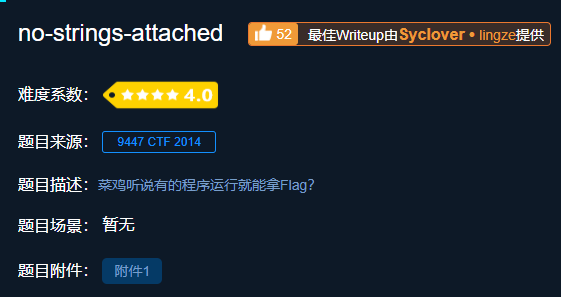 no-strings-attached 52 最佳Writeup由Syclover • lingze提供
难度系数: 4.0
题目来源: 9447 CTF 2014
题目描述: 菜鸡听说有的程序运行就能拿Flag?
题目场景: 暂无
题目附件: 附件1